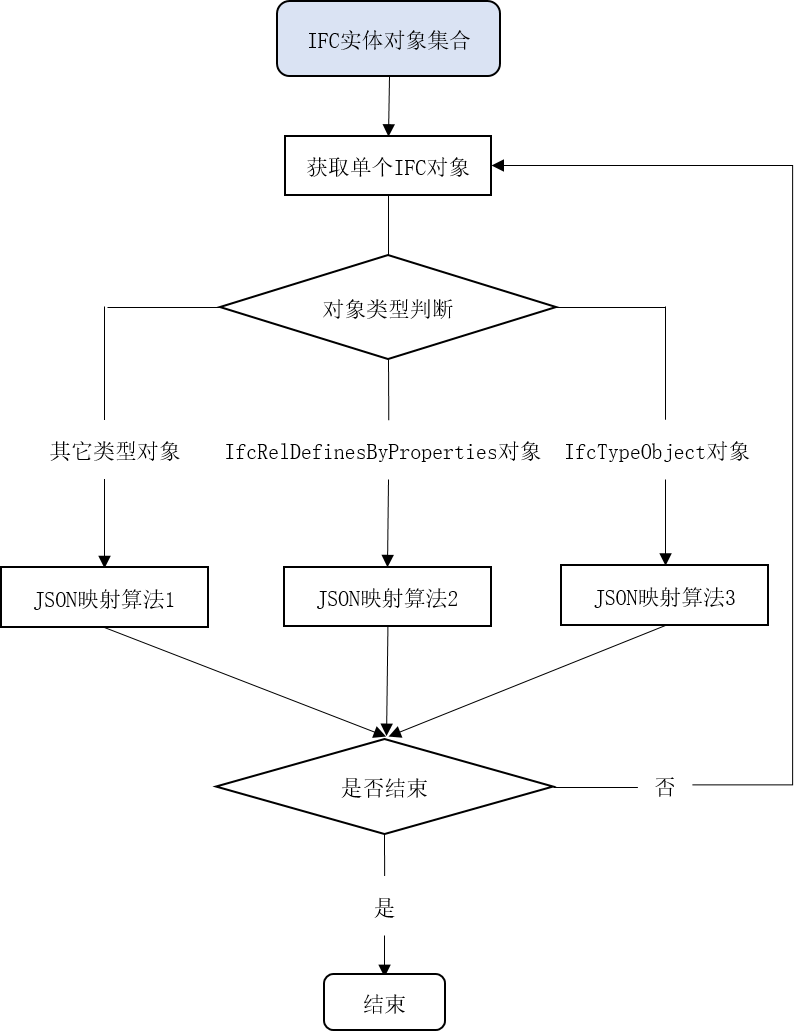 IFC实体对象集合
获取单个IFC对象
对象类型判断
其它类型对象
IfcRelDefinesByProperties对象
IfcTypeObject对象
JSON映射算法1
JSON映射算法2
JSON映射算法3
是否结束
否
是
结束